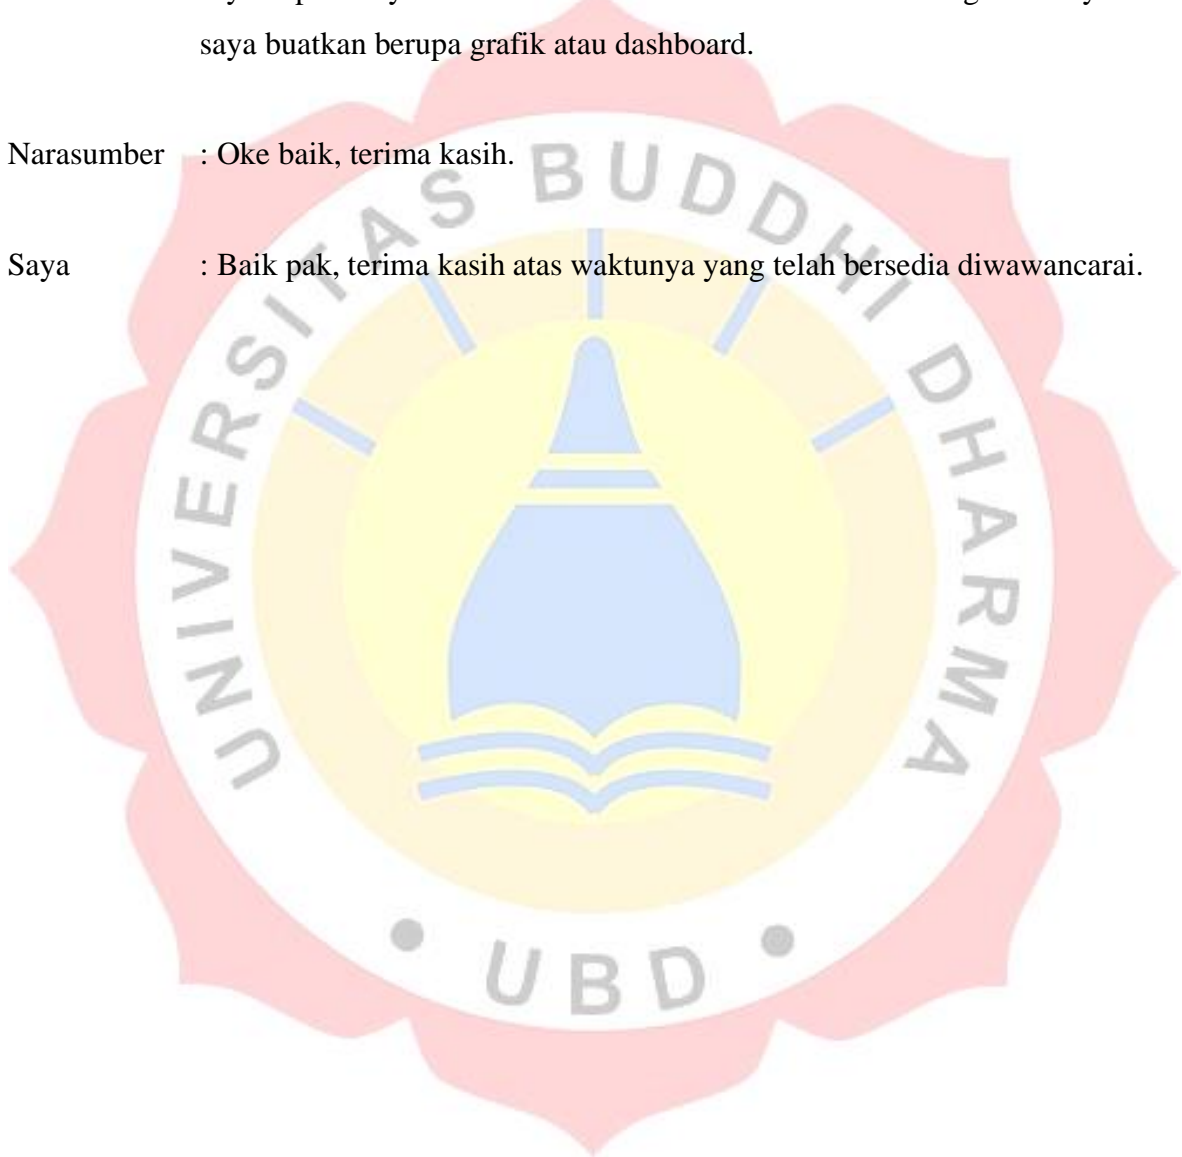 saya buatkan berupa grafik atau dashboard.
Narasumber : Oke baik, terima kasih.
Saya : Baik pak, terima kasih atas waktunya yang telah bersedia diwawancarai.
UNIVERSITAS BUDDHI DHARMA
• UBD •